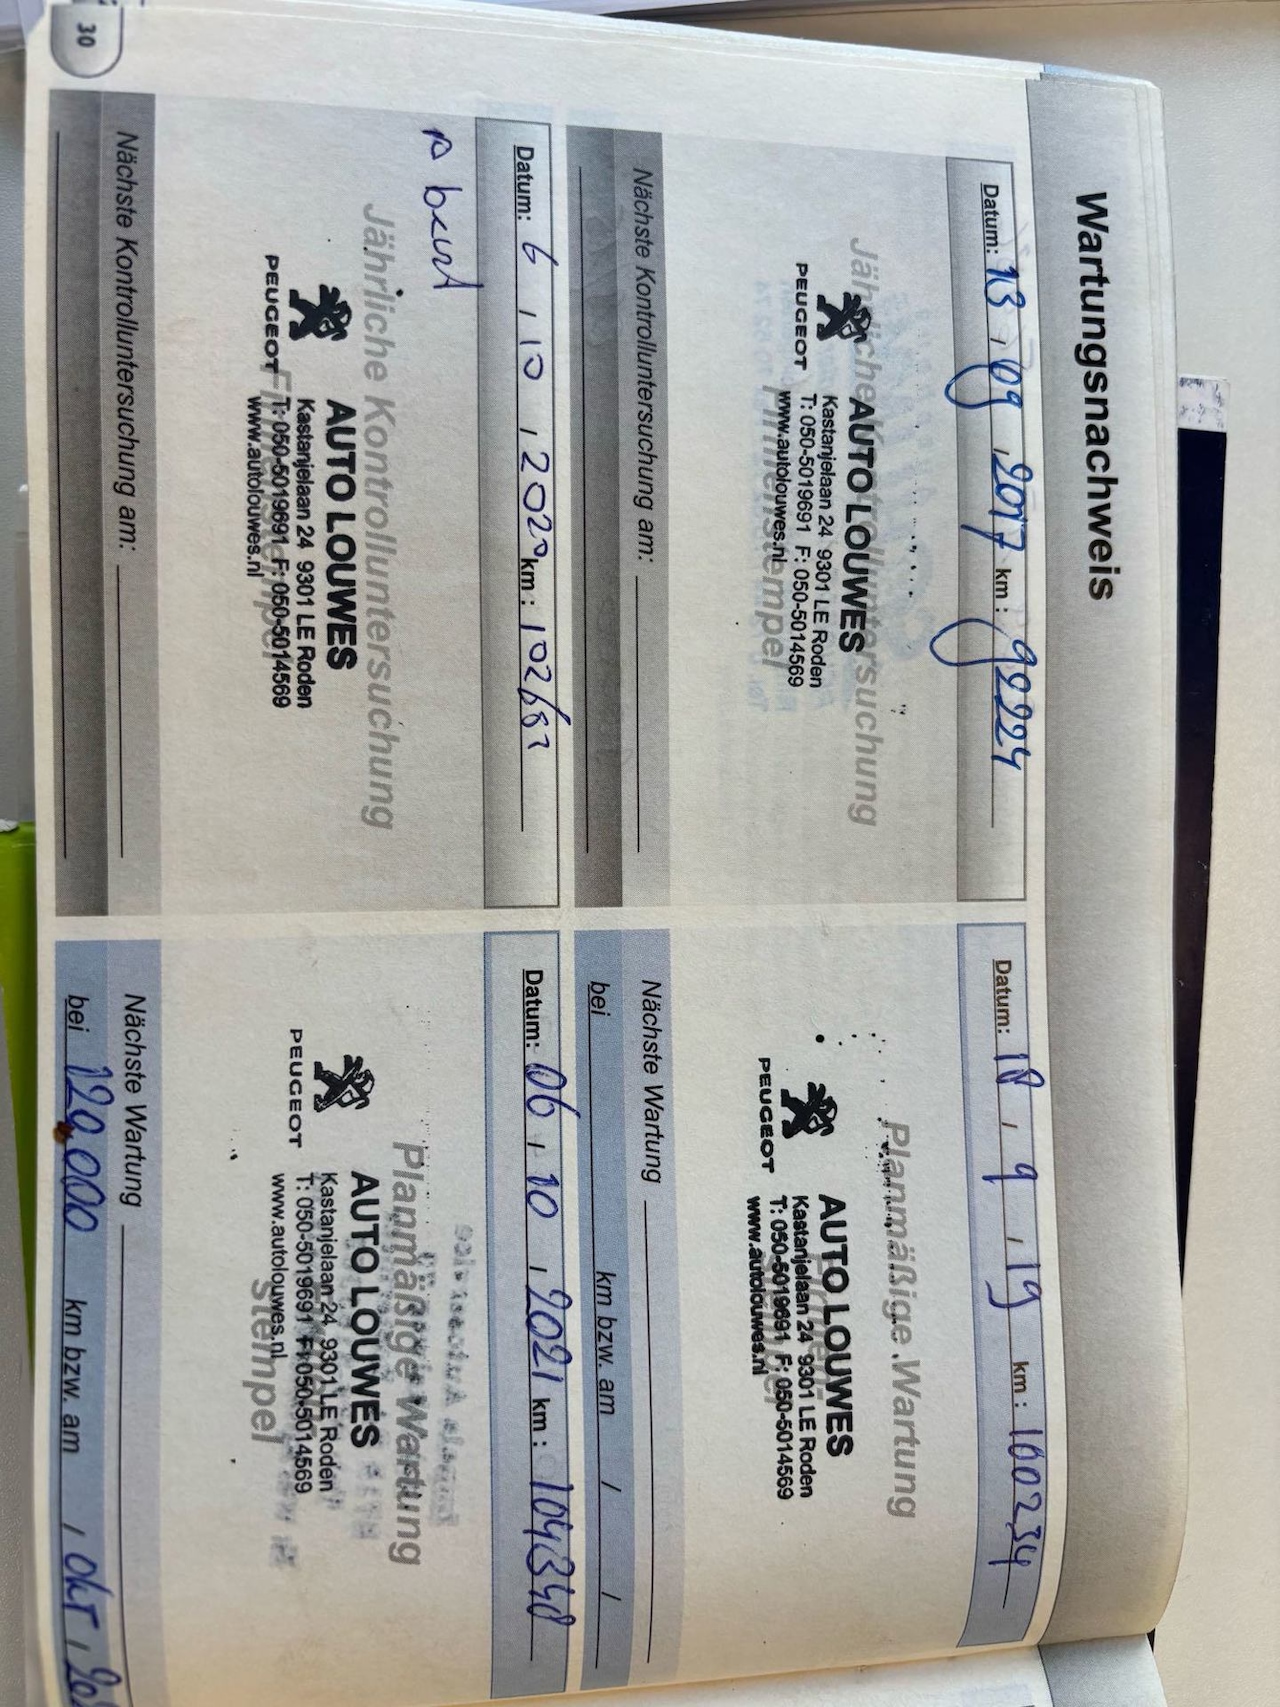 Wartungsnachweis
Datum: 13, 09, 2017 km: 92224
Jährliche Kontrolluntersuchung
Firmenstempel
PEUGEOT
AUTO LOUWES
Kastanjelaan 24 9301 LE Roden
T: 050-5019691 F: 050-5014569
www.autolouwes.nl
Nächste Kontrolluntersuchung am:
Datum: 18, 9, 19 km: 100234
Planmäßige Wartung
PEUGEOT
AUTO LOUWES
Kastanjelaan 24 9301 LE Roden
T: 050-5019691 F: 050-5014569
www.autolouwes.nl
Nächste Wartung
bei km bzw. am / /
Datum: 6, 10, 2020 km: 102687
beurt
Jährliche Kontrolluntersuchung
Firmenstempel
PEUGEOT
AUTO LOUWES
Kastanjelaan 24 9301 LE Roden
T: 050-5019691 F: 050-5014569
www.autolouwes.nl
Nächste Kontrolluntersuchung am:
Datum: 06, 10, 2021 km: 104340
Planmäßige Wartung
Stempel
PEUGEOT
AUTO LOUWES
Kastanjelaan 24 9301 LE Roden
T: 050-5019691 F: 050-5014569
www.autolouwes.nl
Nächste Wartung
bei 120.000 km bzw. am / okt /
30